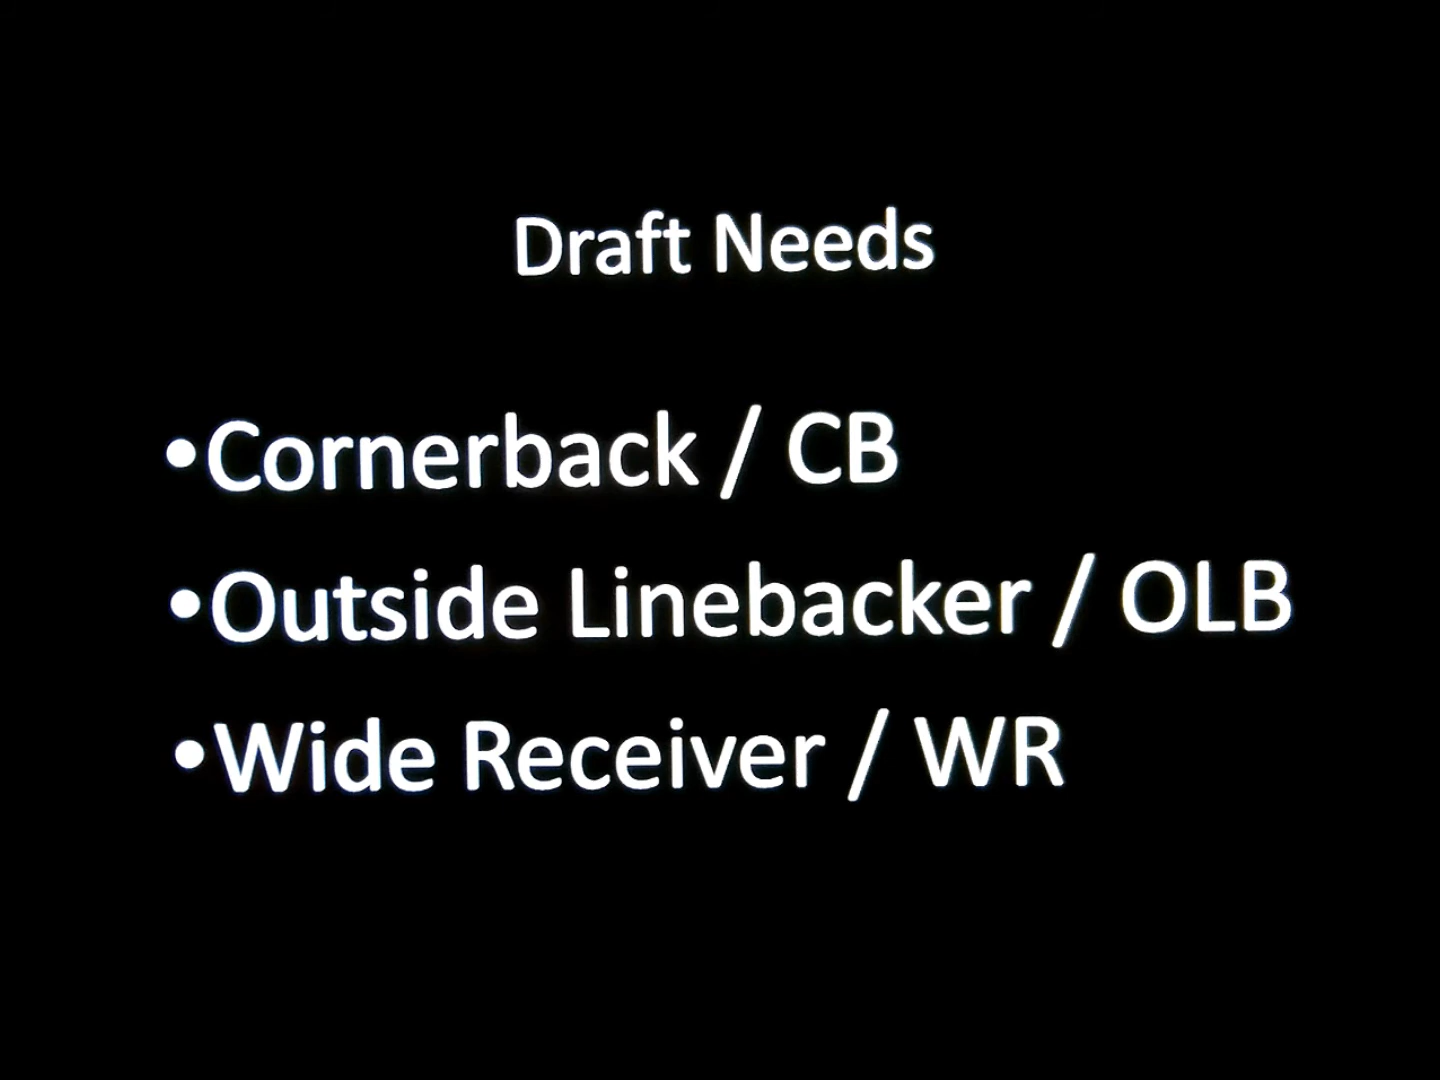 Draft Needs
•Cornerback / CB
•Outside Linebacker / OLB
•Wide Receiver / WR